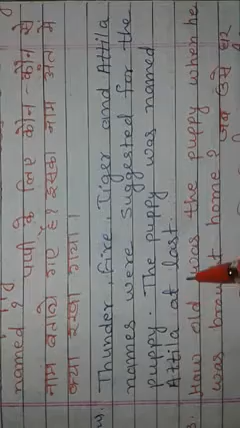 named ? पप्पी के लिए कौन-कौन से
नाम बताये गए हैं? इसका नाम अंत में
क्या रखा गया।
Thunder, Fire, Tiger and Attila
names were suggested for the
puppy. The puppy was named
Attila at last.
How old was the puppy when he
was brought home? जब उसे घर